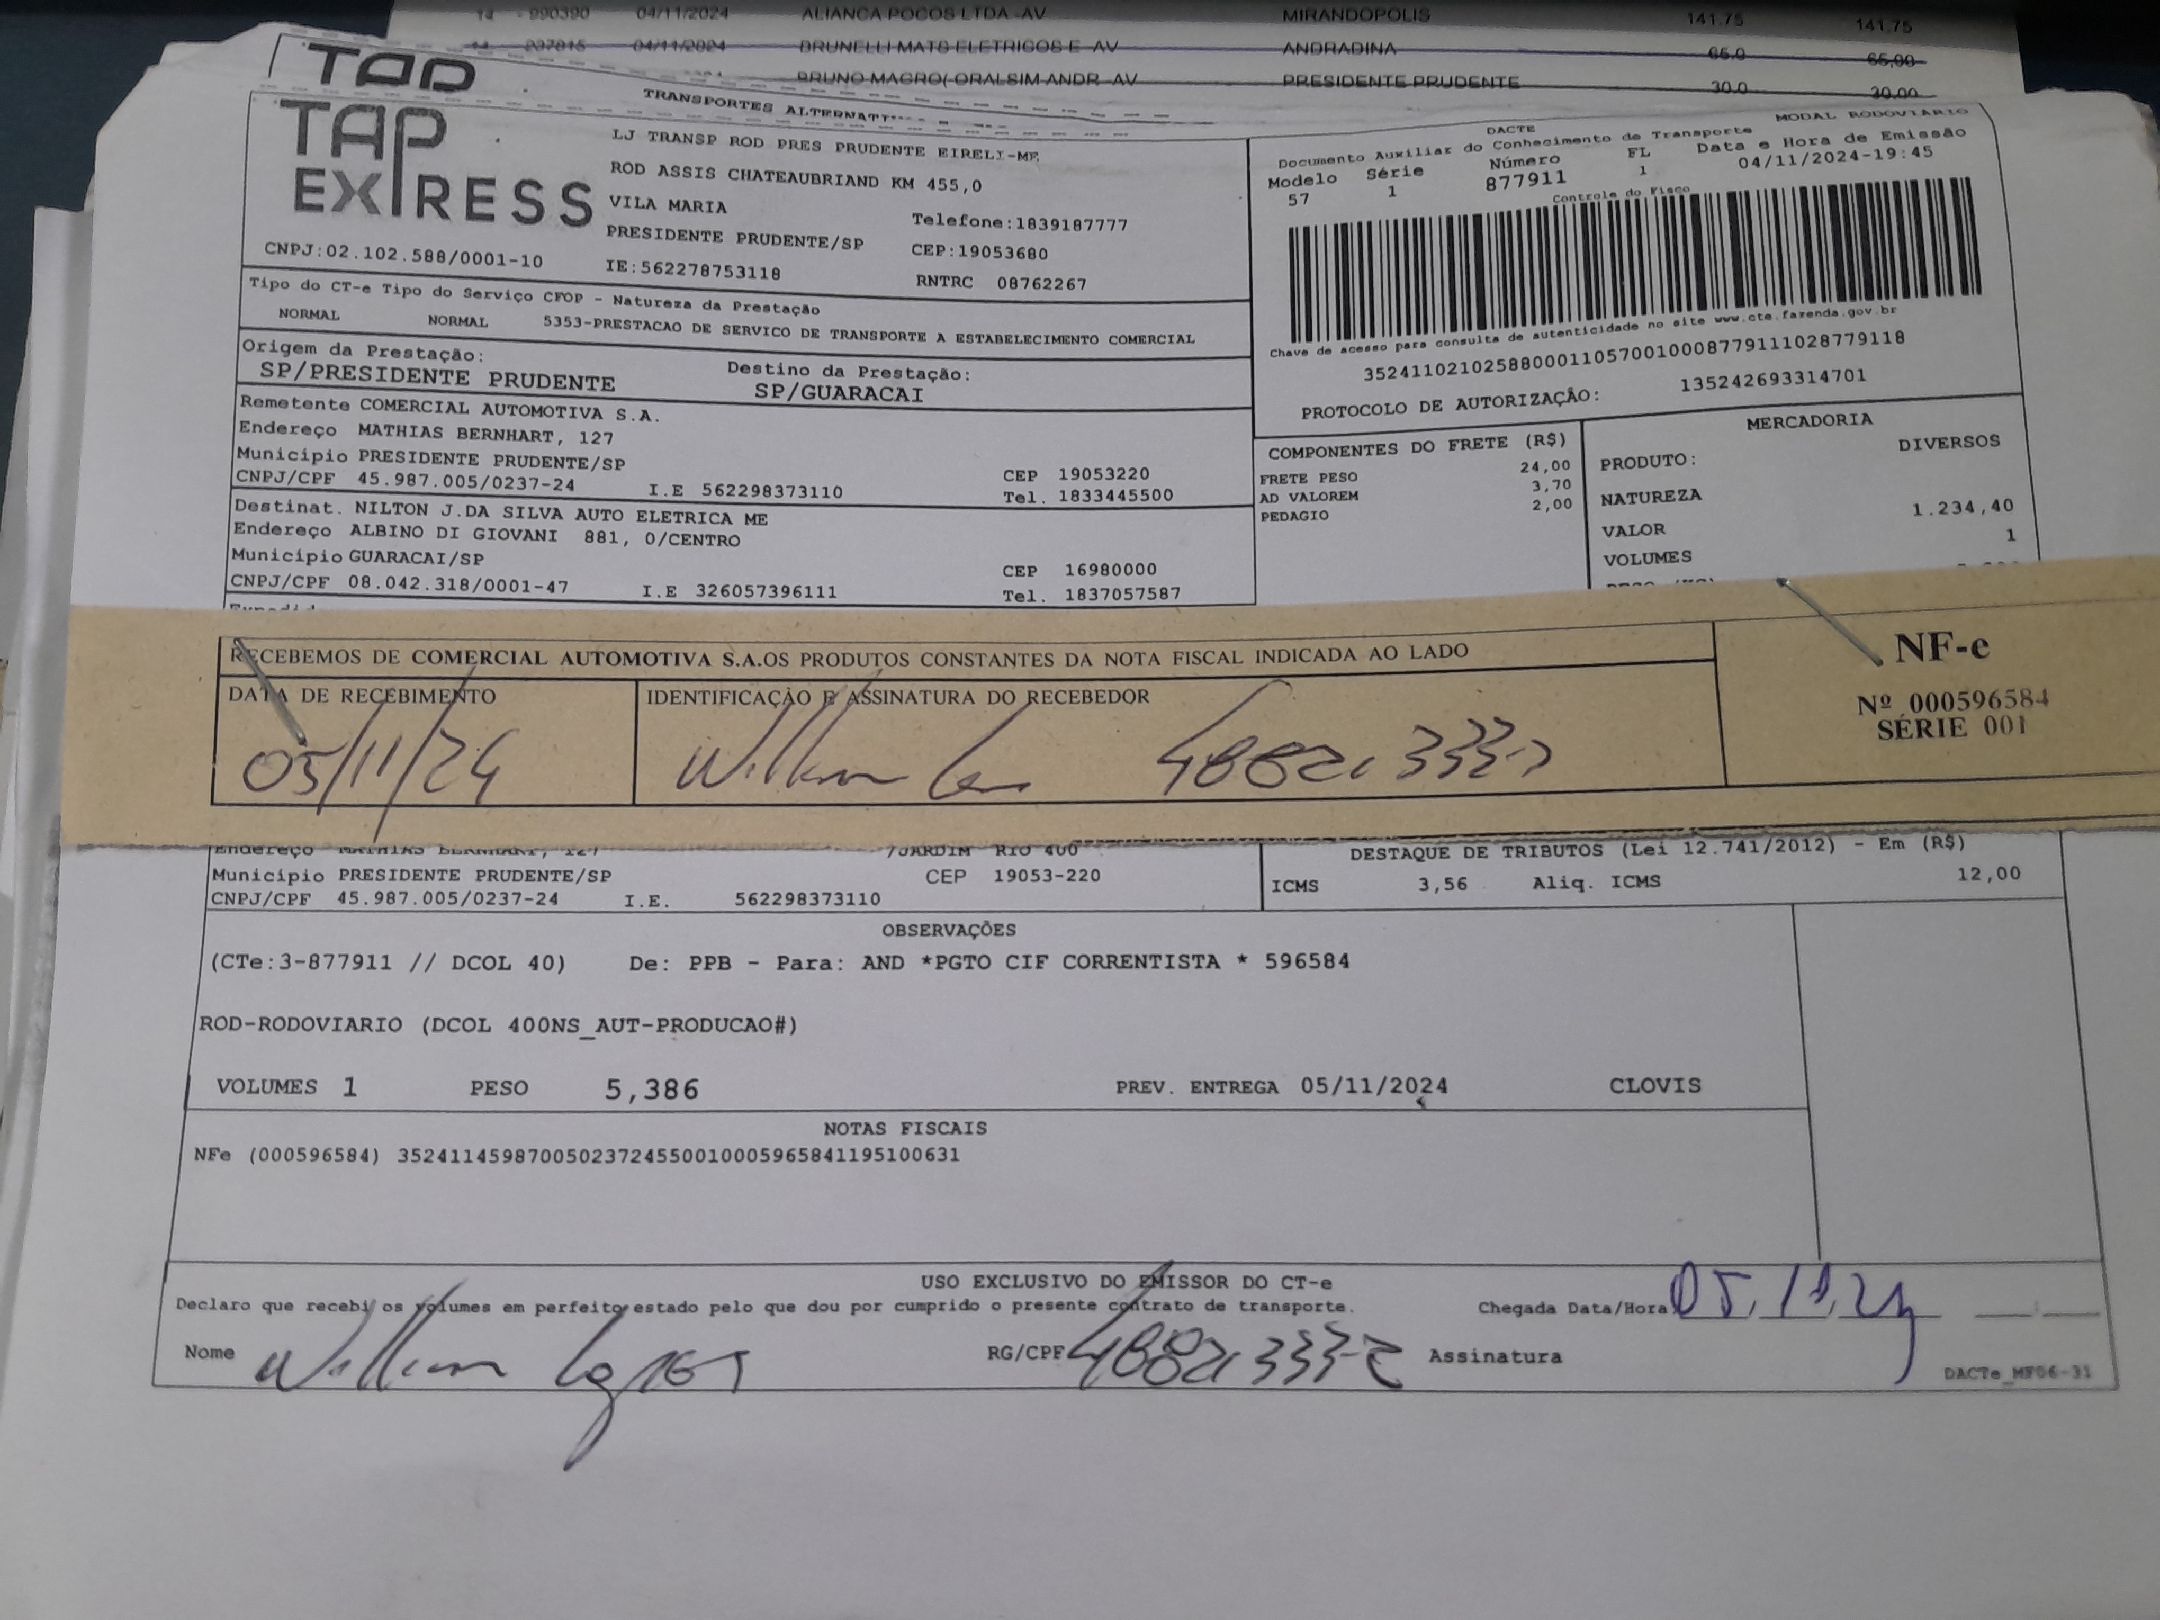 14 - 990390 04/11/2024 ALIANCA POCOS LTDA -AV MIRANDOPOLIS 141.75 141.75
14 237815 04/11/2024 BRUNELLI MATS ELETRICOS E -AV ANDRADINA 65.0 65,00
BRUNO MAGRO( ORALSIM ANDR -AV PRESIDENTE PRUDENTE 30.0 30.00
TRANSPORTES
TAP EXPRESS
LJ TRANSP ROD PRES PRUDENTE EIRELI-ME
ROD ASSIS CHATEAUBRIAND KM 455,0
VILA MARIA
Telefone:1839187777
PRESIDENTE PRUDENTE/SP CEP:19053680
CNPJ:02.102.588/0001-10 IE:562278753118 RNTRC 08762267
MODAL RODOVIARIO
DACTE
Documento Auxiliar do Conhecimento de Transporte
Modelo Série Número FL Data e Hora de Emissão
57 1 877911 1 04/11/2024-19:45
Controle do Fisco
Chave de acesso para consulta de autenticidade no site www.cte.fazenda.gov.br
35241102102588000110570010008779111028779118
PROTOCOLO DE AUTORIZAÇÂO: 135242693314701
Tipo do CT-e Tipo do Serviço CFOP - Natureza da Prestação
NORMAL NORMAL 5353-PRESTACAO DE SERVICO DE TRANSPORTE A ESTABELECIMENTO COMERCIAL
Origem da Prestação: Destino da Prestação:
SP/PRESIDENTE PRUDENTE SP/GUARACAI
Remetente COMERCIAL AUTOMOTIVA S.A.
Endereço MATHIAS BERNHART, 127
Município PRESIDENTE PRUDENTE/SP CEP 19053220
CNPJ/CPF 45.987.005/0237-24 I.E 562298373110 Tel. 1833445500
Destinat. NILTON J.DA SILVA AUTO ELETRICA ME
Endereço ALBINO DI GIOVANI 881, 0/CENTRO
Município GUARACAI/SP CEP 16980000
CNPJ/CPF 08.042.318/0001-47 I.E 326057396111 Tel. 1837057587
COMPONENTES DO FRETE (R$)
FRETE PESO 24,00
AD VALOREM 3,70
PEDAGIO 2,00
MERCADORIA
PRODUTO: DIVERSOS
NATUREZA
VALOR 1.234,40
VOLUMES 1
RECEBEMOS DE COMERCIAL AUTOMOTIVA S.A.OS PRODUTOS CONSTANTES DA NOTA FISCAL INDICADA AO LADO
DATA DE RECEBIMENTO IDENTIFICAÇÃO E ASSINATURA DO RECEBEDOR
05/11/24
NF-e
Nº 000596584
SÉRIE 001
Endereço MATHIAS BERNHART, 127 /JARDIM RIO 400
Município PRESIDENTE PRUDENTE/SP CEP 19053-220
CNPJ/CPF 45.987.005/0237-24 I.E. 562298373110
DESTAQUE DE TRIBUTOS (Lei 12.741/2012) - Em (R$)
ICMS 3,56 Aliq. ICMS 12,00
OBSERVAÇÕES
(CTe:3-877911 // DCOL 40) De: PPB - Para: AND *PGTO CIF CORRENTISTA * 596584
ROD-RODOVIARIO (DCOL 400NS_AUT-PRODUCAO#)
VOLUMES 1 PESO 5,386 PREV. ENTREGA 05/11/2024 CLOVIS
NOTAS FISCAIS
NFe (000596584) 35241145987005023724550010005965841195100631
USO EXCLUSIVO DO EMISSOR DO CT-e
Declaro que recebi os volumes em perfeito estado pelo que dou por cumprido o presente contrato de transporte. Chegada Data/Hora 05,11,24
Nome RG/CPF Assinatura
DACTe_MF06-31